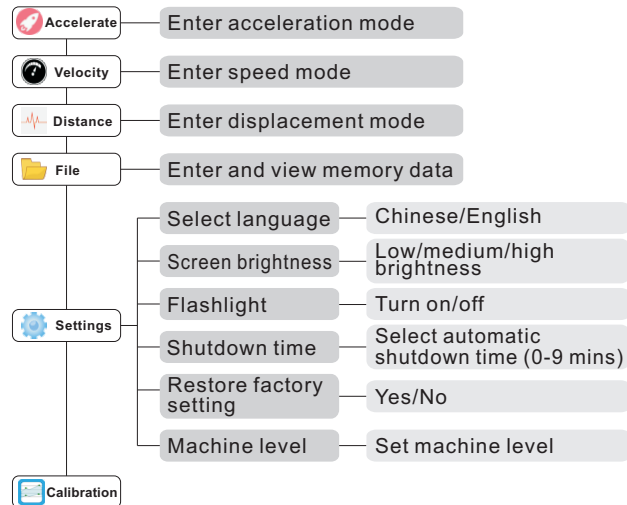 Accelerate
Enter acceleration mode
Velocity
Enter speed mode
Distance
Enter displacement mode
File
Enter and view memory data
Settings
Select language
Chinese/English
Screen brightness
Low/medium/high
brightness
Flashlight
Turn on/off
Shutdown time
Select automatic
shutdown time (0-9 mins)
Restore factory
setting
Yes/No
Machine level
Set machine level
Calibration